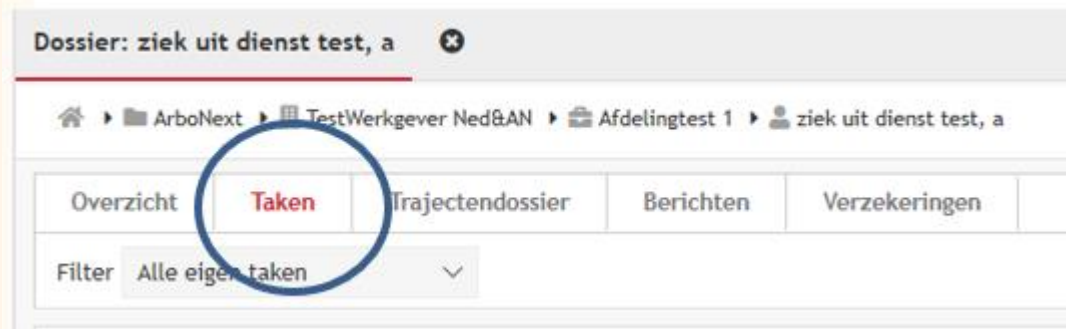 Dossier: ziek uit dienst test, a
ArboNext TestWerkgever Ned&AN Afdelingtest 1 ziek uit dienst test, a
Overzicht Taken Trajectendossier Berichten Verzekeringen
Filter Alle eigen taken